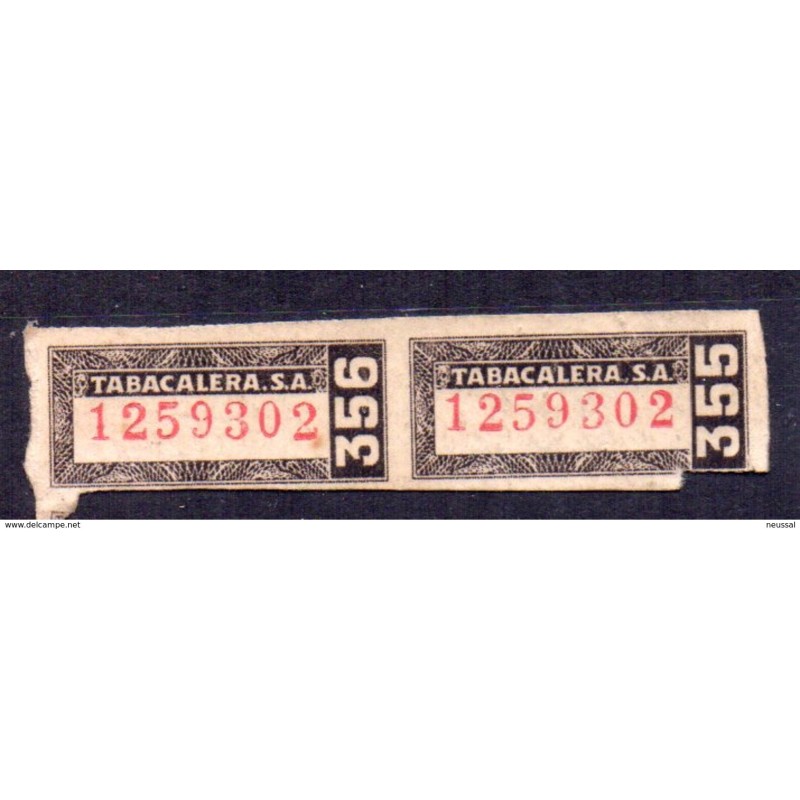 TABACALERA. S.A.
1259302
356
TABACALERA. S.A.
1259302
355
www.delcampe.net
neussal